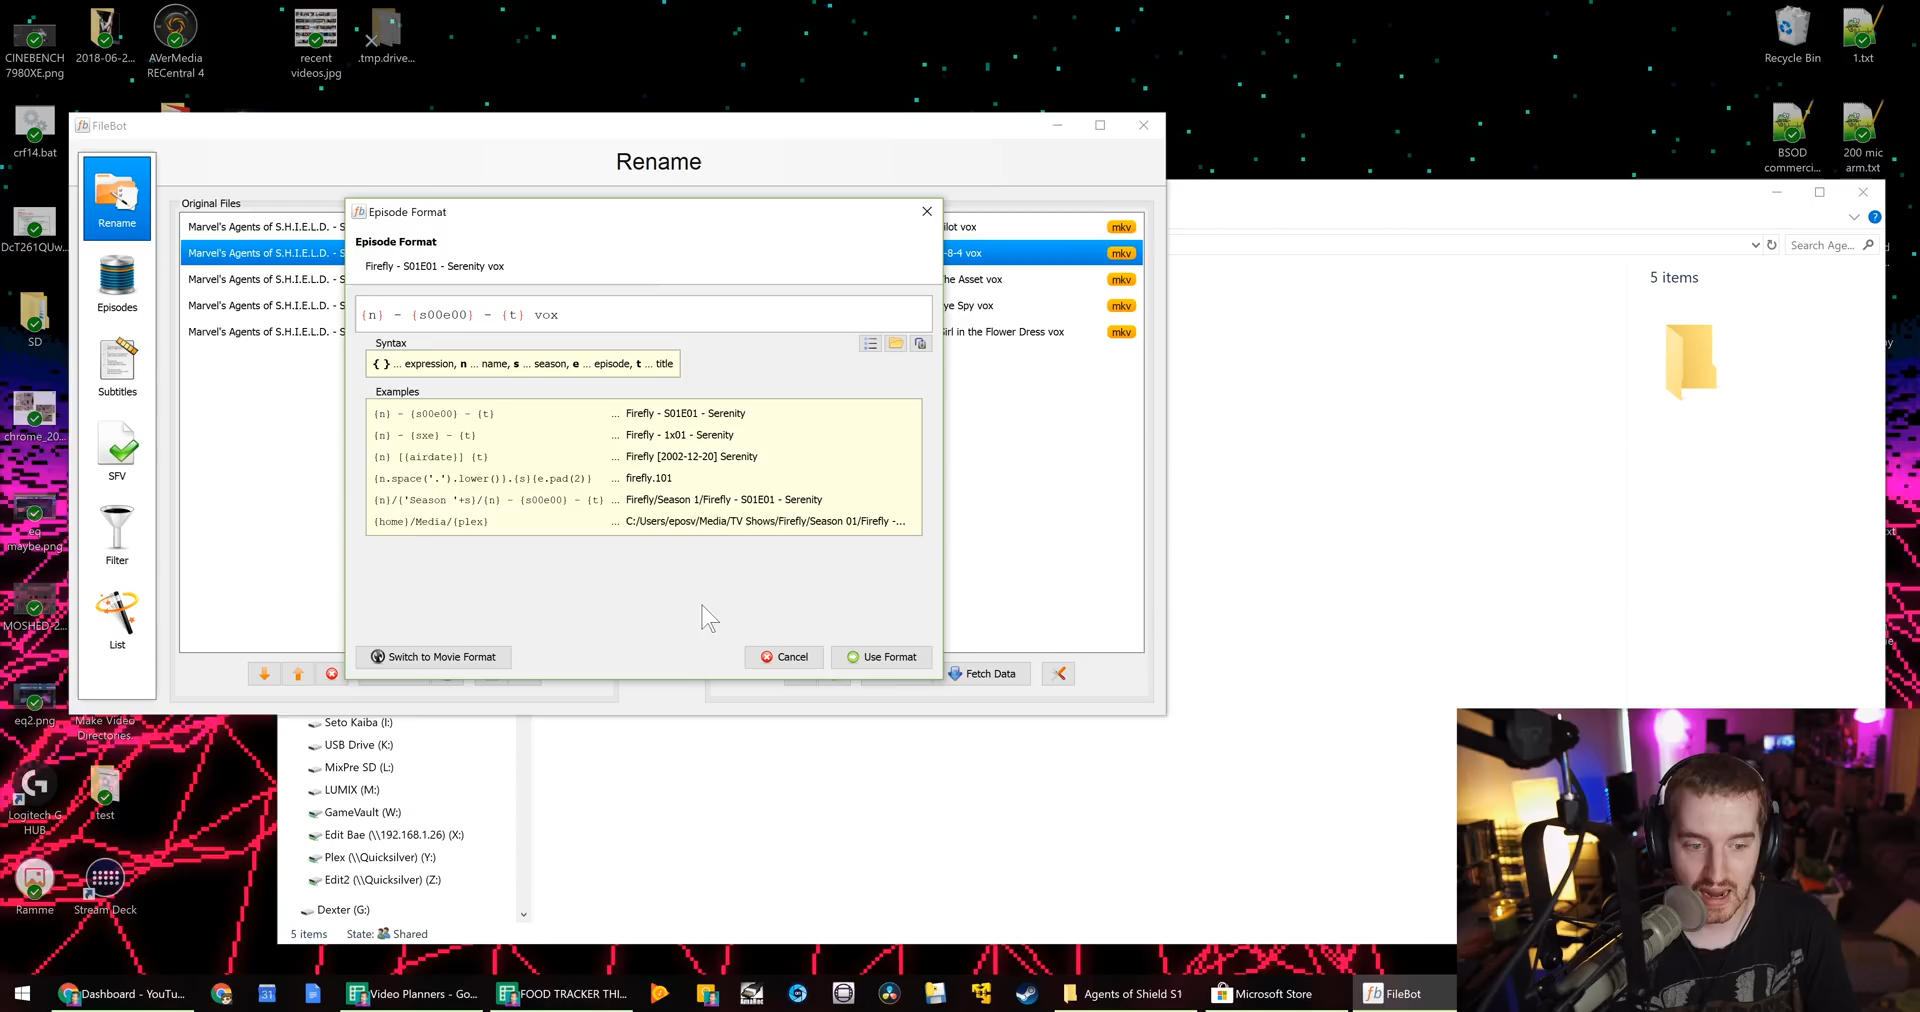 CINEBENCH
7980XE.png
2018-06-2...
AVerMedia
RECentral 4
recent
videos.jpg
.tmp.drive...
Recycle Bin
1.txt
crf14.bat
BSOD
commerci...
200 mic
arm.txt
DcT261QUw...
SD
chrome_20...
eq
maybe.png
MOSHED-2...
eq2.png
Make Video
Directories.
Logitech G
HUB
test
Ramme
Stream Deck
fb FileBot
Rename
Rename
Episodes
Subtitles
SFV
Filter
List
Original Files
Marvel's Agents of S.H.I.E.L.D. - S
Marvel's Agents of S.H.I.E.L.D. - S
Marvel's Agents of S.H.I.E.L.D. - S
Marvel's Agents of S.H.I.E.L.D. - S
Marvel's Agents of S.H.I.E.L.D. - S
ilot vox mkv
-8-4 vox mkv
he Asset vox mkv
ye Spy vox mkv
irl in the Flower Dress vox mkv
Fetch Data
fb Episode Format
Episode Format
Firefly - S01E01 - Serenity vox
{n} - {s00e00} - {t} vox
Syntax
{ } ... expression, n ... name, s ... season, e ... episode, t ... title
Examples
{n} - {s00e00} - {t} ... Firefly - S01E01 - Serenity
{n} - {sxe} - {t} ... Firefly - 1x01 - Serenity
{n} [{airdate}] {t} ... Firefly [2002-12-20] Serenity
{n.space('.').lower()}.{s}{e.pad(2)} ... firefly.101
{n}/{'Season '+s}/{n} - {s00e00} - {t} ... Firefly/Season 1/Firefly - S01E01 - Serenity
{home}/Media/{plex} ... C:/Users/eposv/Media/TV Shows/Firefly/Season 01/Firefly -...
Switch to Movie Format
Cancel
Use Format
Search Age...
5 items
Seto Kaiba (I:)
USB Drive (K:)
MixPre SD (L:)
LUMIX (M:)
GameVault (W:)
Edit Bae (\\192.168.1.26) (X:)
Plex (\\Quicksilver) (Y:)
Edit2 (\\Quicksilver) (Z:)
Dexter (G:)
5 items State: Shared
Dashboard - YouTu...
31
Video Planners - Go...
FOOD TRACKER THI...
Agents of Shield S1
Microsoft Store
fb FileBot